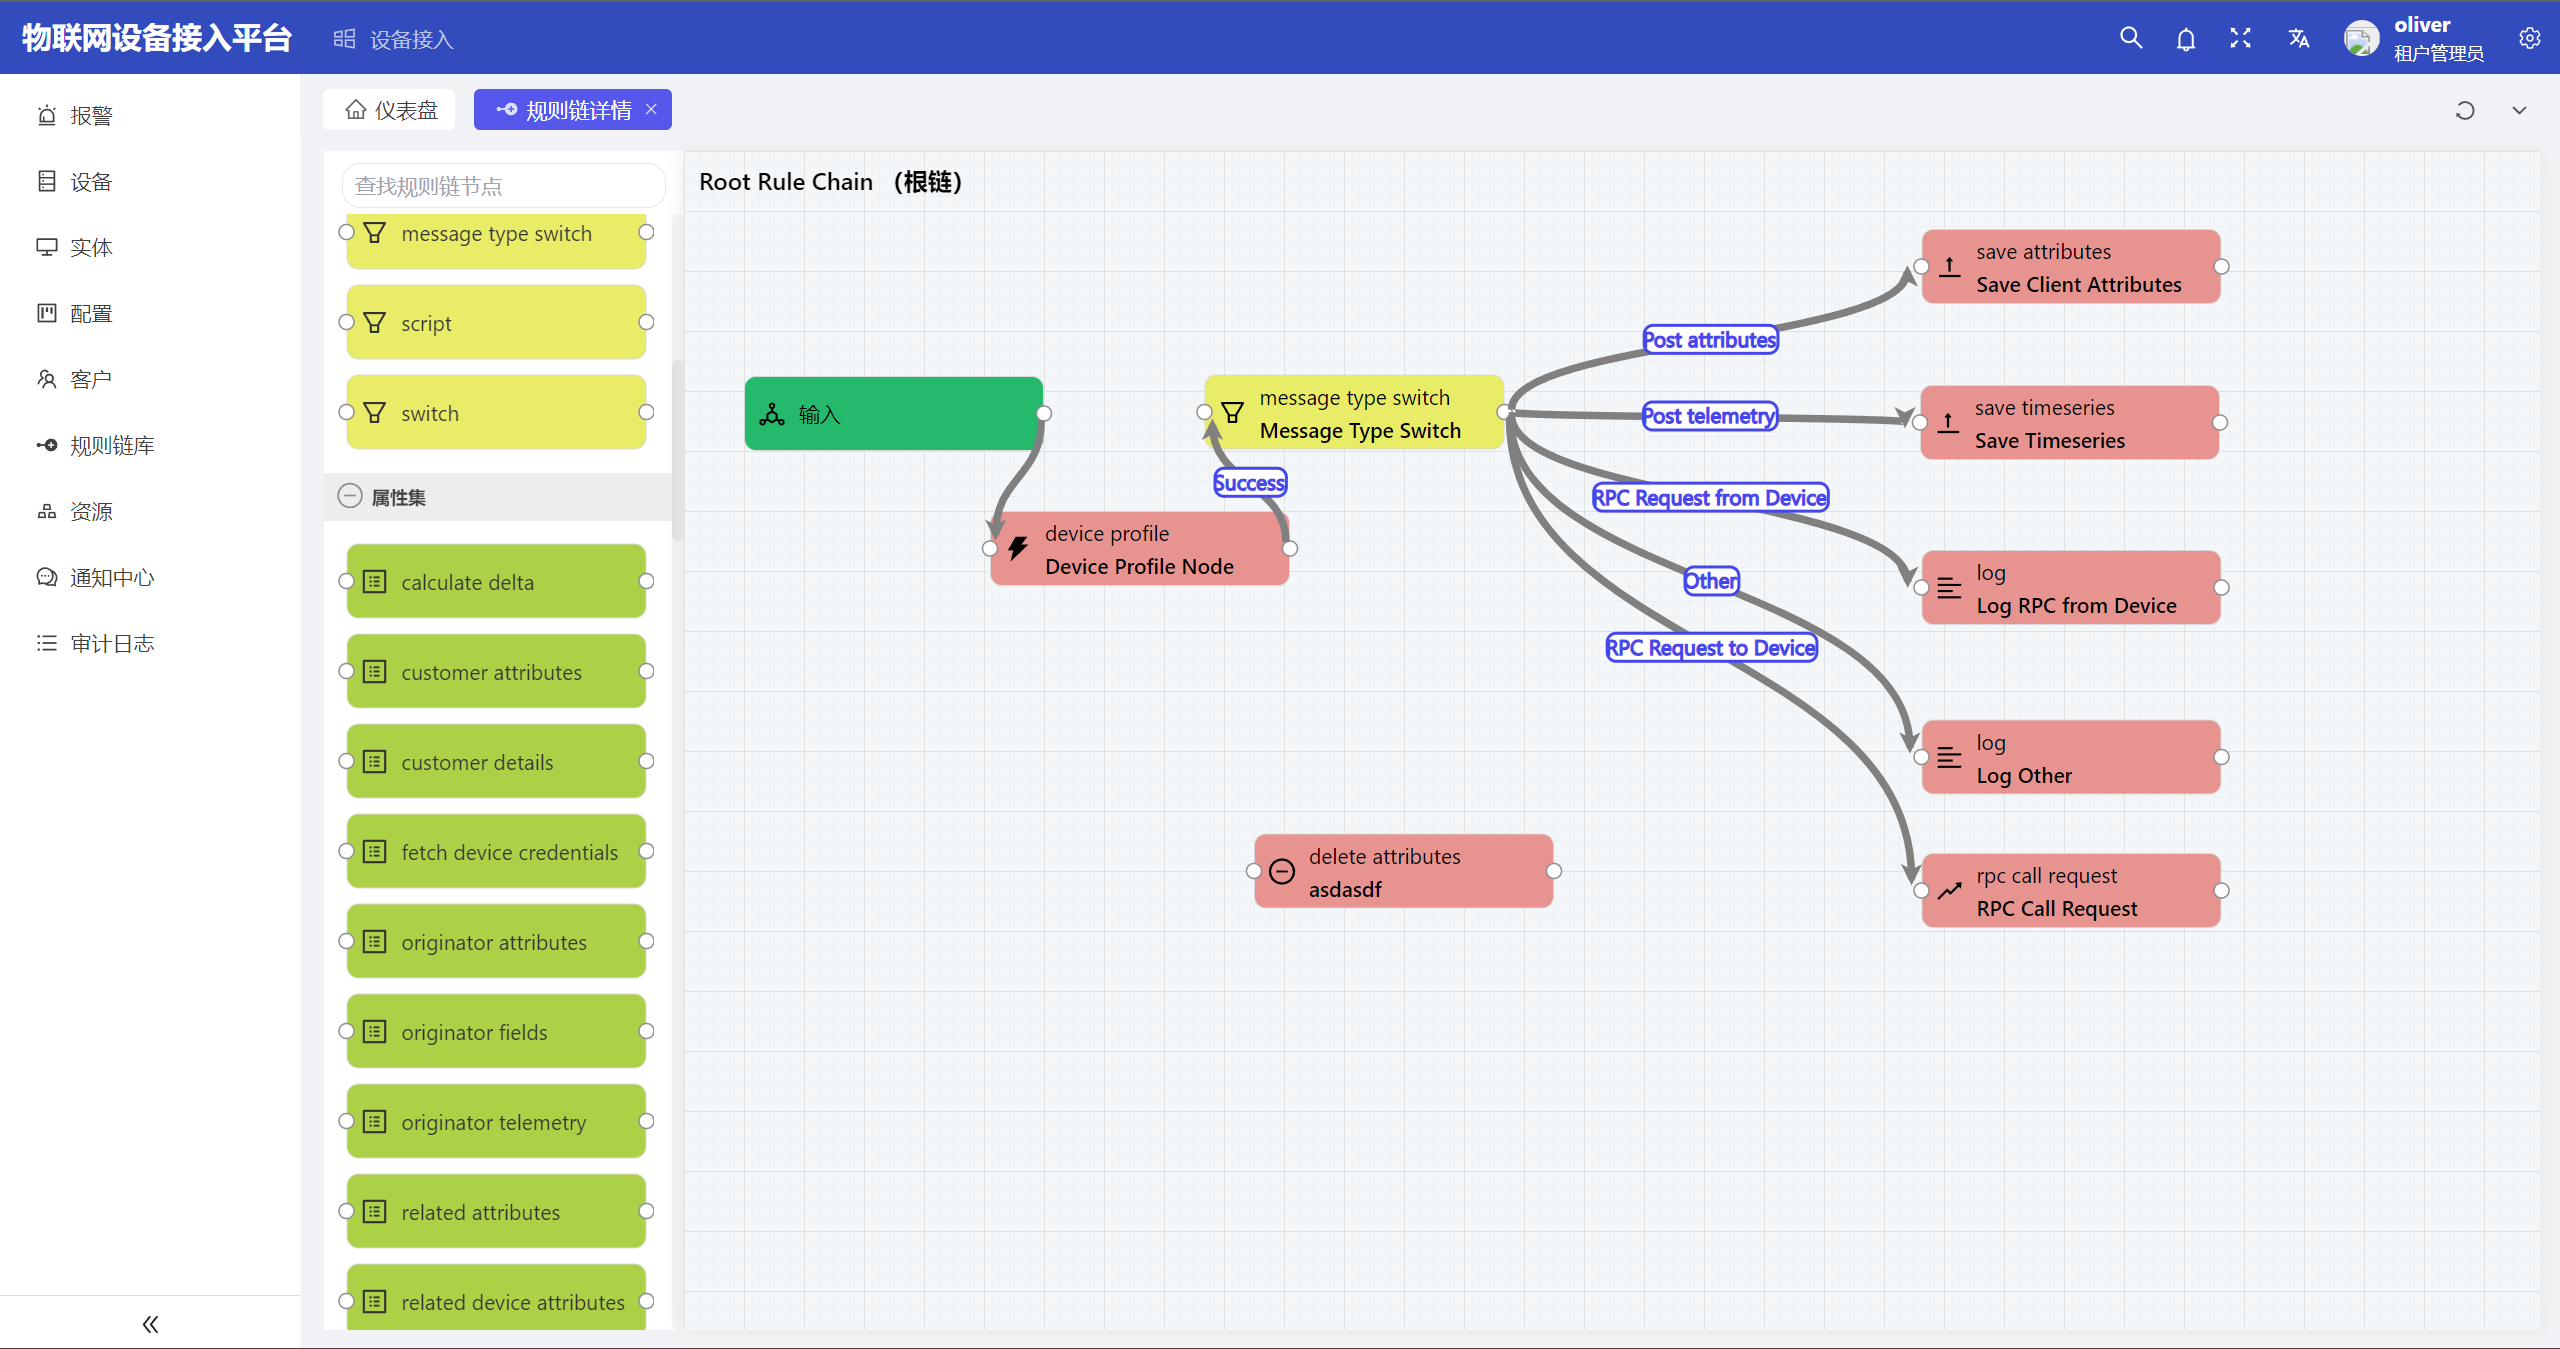 物联网设备接入平台
设备接入
oliver
租户管理员
报警
设备
实体
配置
客户
规则链库
资源
通知中心
审计日志
仪表盘
规则链详情
查找规则链节点
message type switch
script
switch
属性集
calculate delta
customer attributes
customer details
fetch device credentials
originator attributes
originator fields
originator telemetry
related attributes
related device attributes
Root Rule Chain （根链）
输入
device profile
Device Profile Node
Success
message type switch
Message Type Switch
Post attributes
Post telemetry
RPC Request from Device
Other
RPC Request to Device
save attributes
Save Client Attributes
save timeseries
Save Timeseries
log
Log RPC from Device
log
Log Other
rpc call request
RPC Call Request
delete attributes
asdasdf